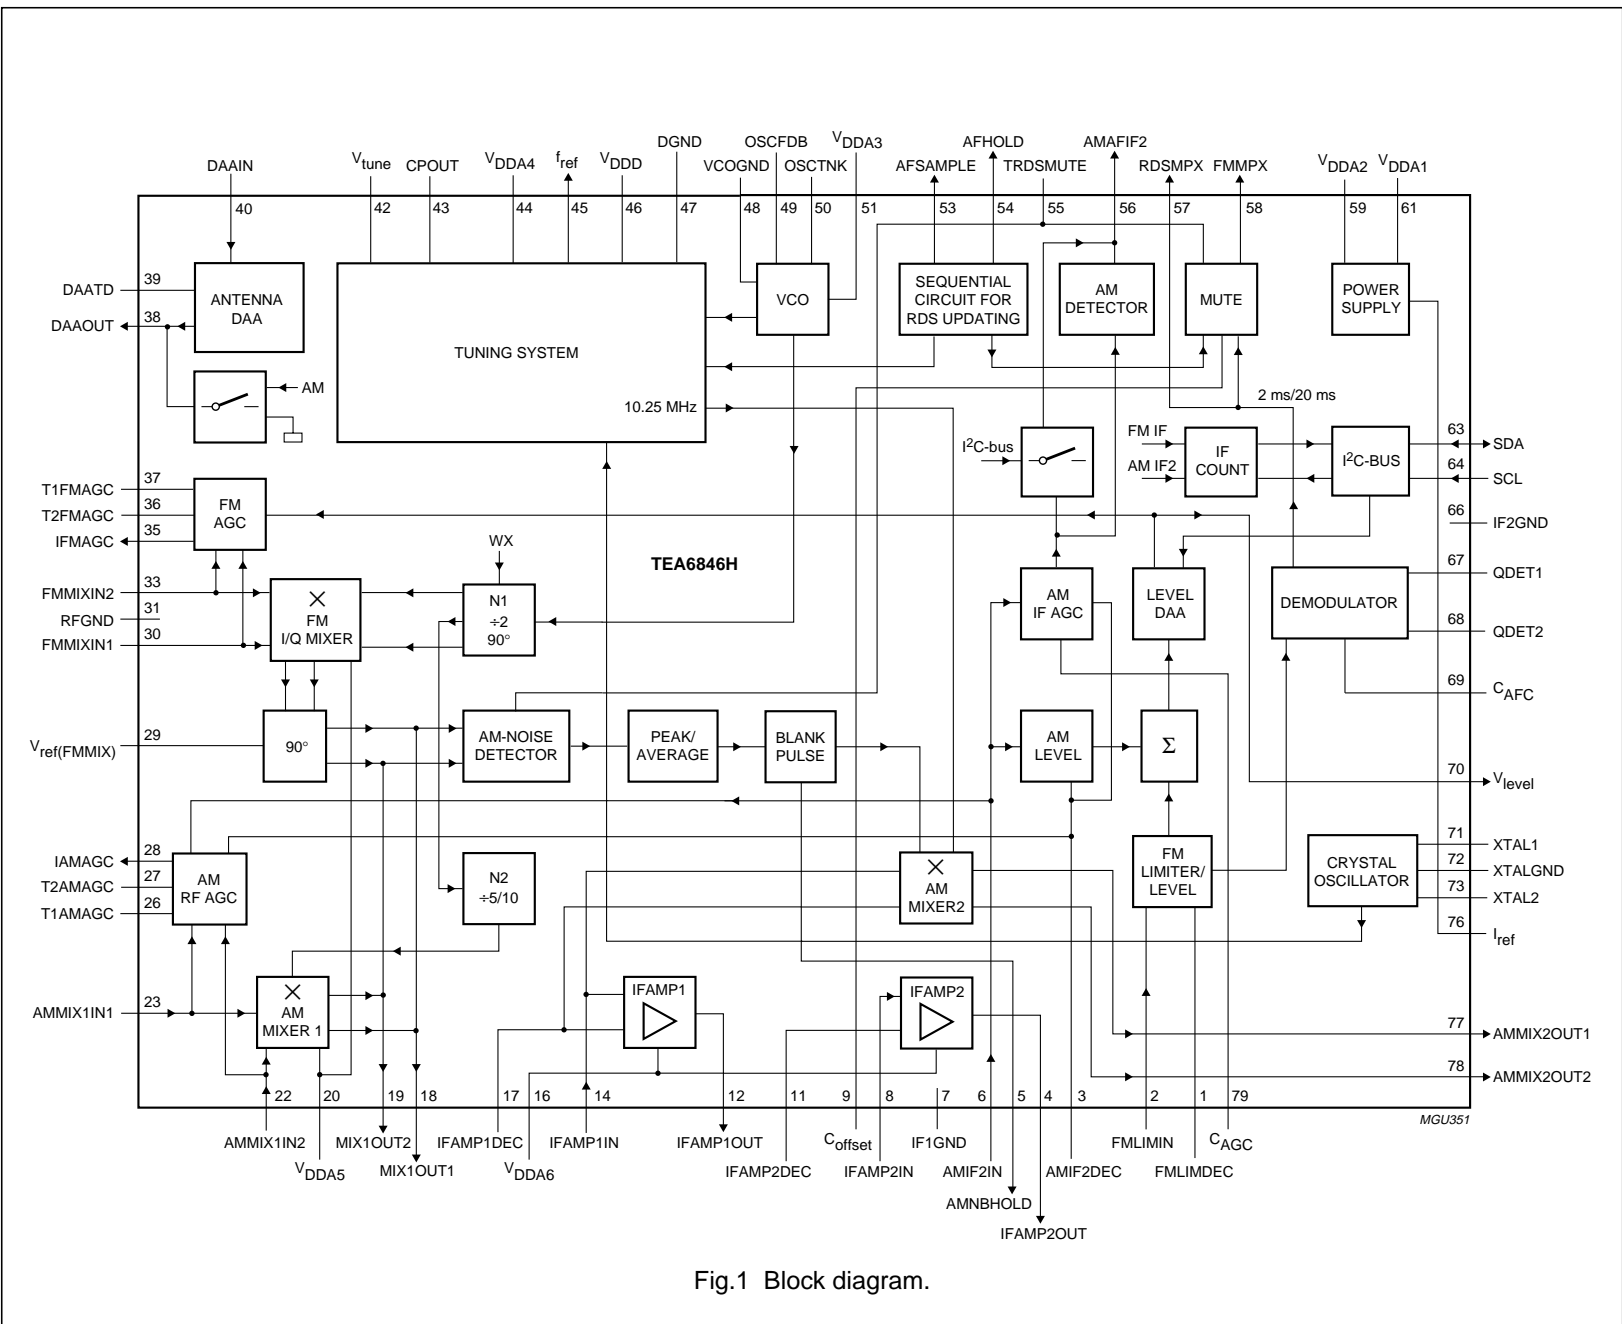 DGND OSCFDB VDDA3 AFHOLD AMAFIF2
DAAIN Vtune CPOUT VDDA4 fref VDDD VCOGND OSCTNK AFSAMPLE TRDSMUTE RDSMPX FMMPX VDDA2 VDDA1
40 42 43 44 45 46 47 48 49 50 51 53 54 55 56 57 58 59 61
DAATD 39
DAAOUT 38
ANTENNA
DAA
TUNING SYSTEM
10.25 MHz
VCO
SEQUENTIAL
CIRCUIT FOR
RDS UPDATING
AM
DETECTOR
MUTE
POWER
SUPPLY
AM
2 ms/20 ms
I2C-bus
FM IF
AM IF2
IF
COUNT
I2C-BUS
63 SDA
64 SCL
66 IF2GND
T1FMAGC 37
T2FMAGC 36
IFMAGC 35
FM
AGC
WX
TEA6846H
FMMIXIN2 33
RFGND 31
FMMIXIN1 30
×
FM
I/Q MIXER
N1
÷2
90°
AM
IF AGC
LEVEL
DAA
DEMODULATOR
67 QDET1
68 QDET2
69 CAFC
Vref(FMMIX) 29
90°
AM-NOISE
DETECTOR
PEAK/
AVERAGE
BLANK
PULSE
AM
LEVEL
Σ
70 Vlevel
IAMAGC 28
T2AMAGC 27
T1AMAGC 26
AM
RF AGC
N2
÷5/10
×
AM
MIXER2
FM
LIMITER/
LEVEL
CRYSTAL
OSCILLATOR
71 XTAL1
72 XTALGND
73 XTAL2
76 Iref
AMMIX1IN1 23
×
AM
MIXER 1
IFAMP1
IFAMP2
77 AMMIX2OUT1
78 AMMIX2OUT2
22 20 19 18 17 16 14 12 11 9 8 7 6 5 4 3 2 1 79
MGU351
AMMIX1IN2 MIX1OUT2 IFAMP1DEC IFAMP1IN IFAMP1OUT Coffset IF1GND FMLIMIN CAGC
VDDA5 MIX1OUT1 VDDA6 IFAMP2DEC IFAMP2IN AMIF2IN AMIF2DEC FMLIMDEC
AMNBHOLD
IFAMP2OUT
Fig.1 Block diagram.